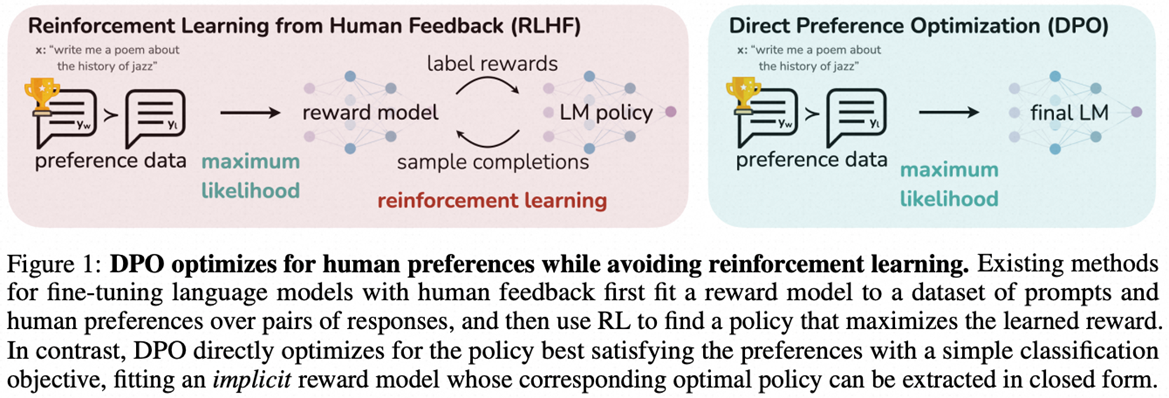 Reinforcement Learning from Human Feedback (RLHF)
x: “write me a poem about
the history of jazz”
label rewards
yw > yl
reward model
LM policy
preference data
maximum
likelihood
sample completions
reinforcement learning
Direct Preference Optimization (DPO)
x: “write me a poem about
the history of jazz”
yw > yl
final LM
preference data
maximum
likelihood
Figure 1: DPO optimizes for human preferences while avoiding reinforcement learning. Existing methods
for fine-tuning language models with human feedback first fit a reward model to a dataset of prompts and
human preferences over pairs of responses, and then use RL to find a policy that maximizes the learned reward.
In contrast, DPO directly optimizes for the policy best satisfying the preferences with a simple classification
objective, fitting an implicit reward model whose corresponding optimal policy can be extracted in closed form.